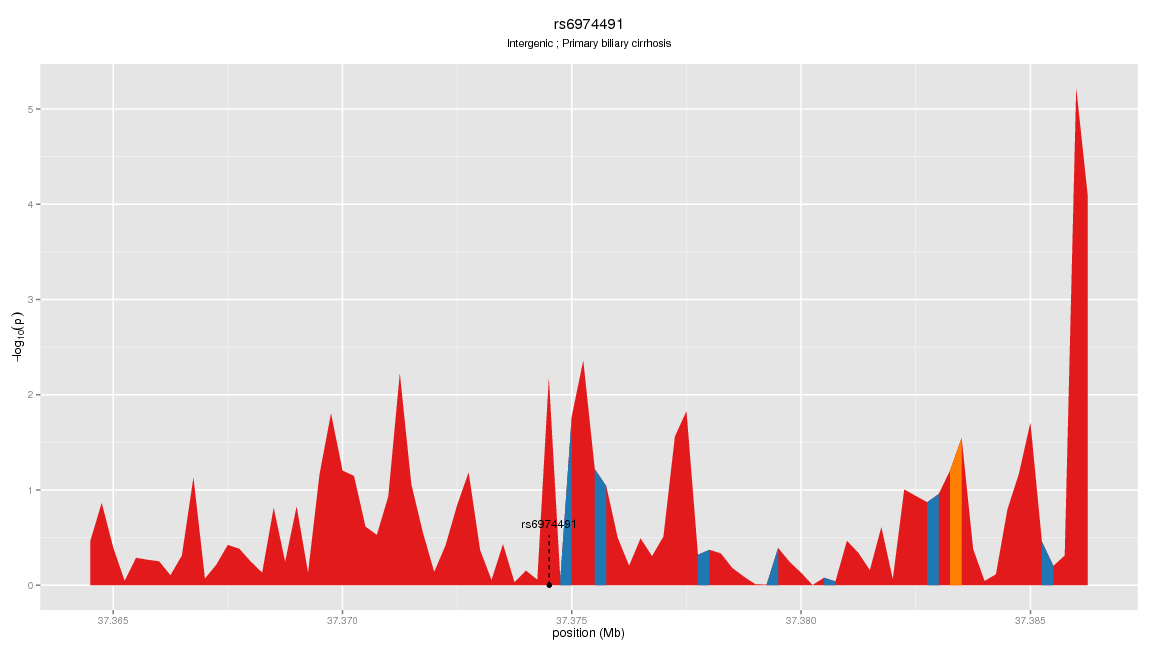 rs6974491
Intergenic ; Primary biliary cirrhosis
5
4
3
2
1
0
−log10(p)
rs6974491
37.365 37.370 37.375 37.380 37.385
position (Mb)